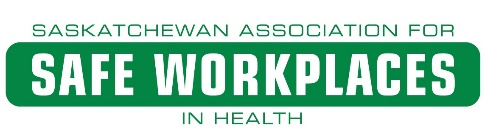 SASKATCHEWAN ASSOCIATION FOR
SAFE WORKPLACES
IN HEALTH